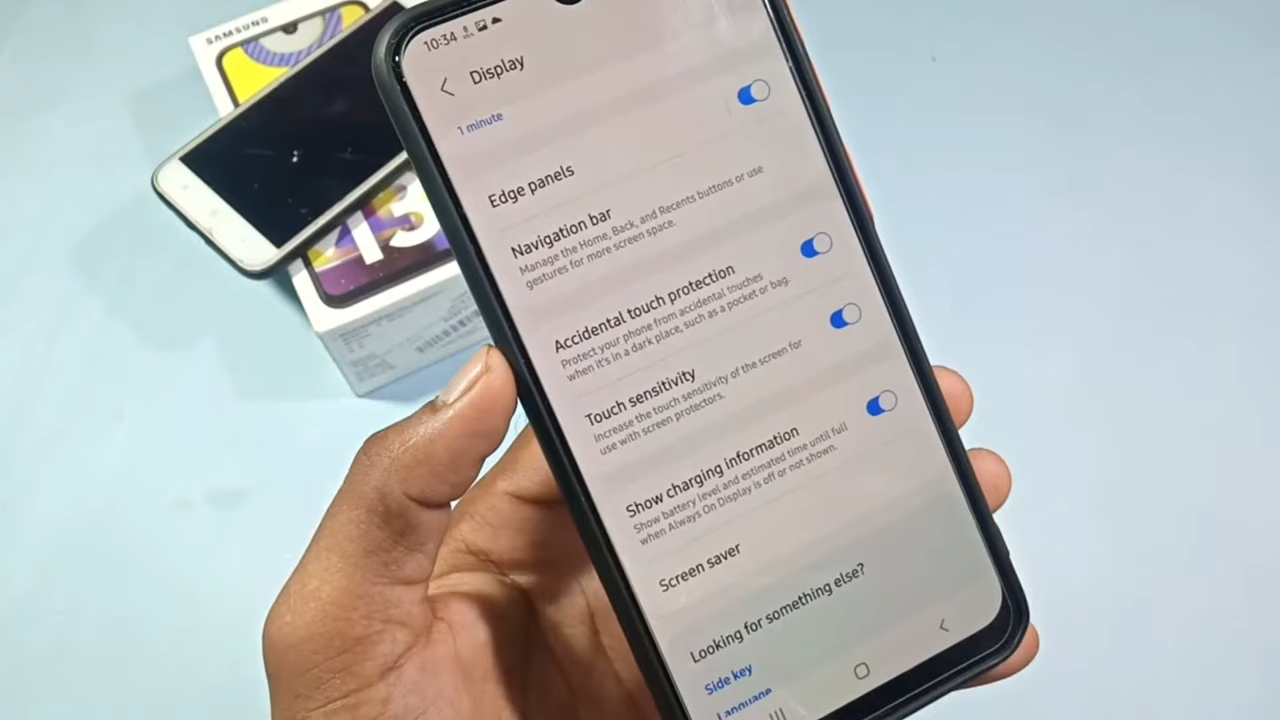 SAMSUNG
10:34
Display
1 minute
Edge panels
Navigation bar
Manage the Home, Back, and Recents buttons or use
gestures for more screen space.
Accidental touch protection
Protect your phone from accidental touches
when it's in a dark place, such as a pocket or bag.
Touch sensitivity
Increase the touch sensitivity of the screen for
use with screen protectors.
Show charging information
Show battery level and estimated time until full
when Always On Display is off or not shown.
Screen saver
Looking for something else?
Side key
Language